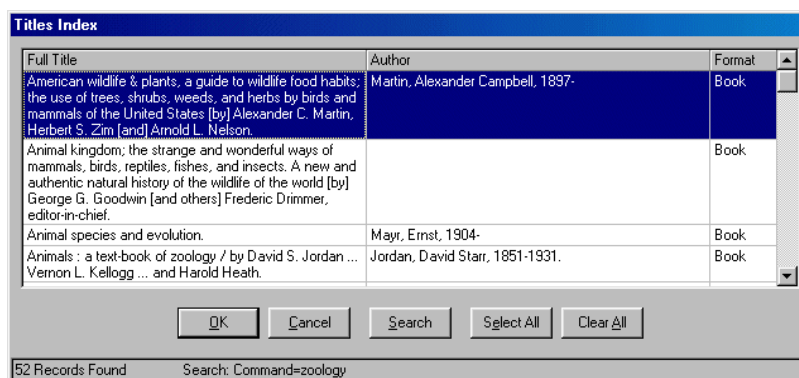 Titles Index
Full Title Author Format
American wildlife & plants, a guide to wildlife food habits; Martin, Alexander Campbell, 1897- Book
the use of trees, shrubs, weeds, and herbs by birds and
mammals of the United States [by] Alexander C. Martin,
Herbert S. Zim [and] Arnold L. Nelson.
Animal kingdom; the strange and wonderful ways of Book
mammals, birds, reptiles, fishes, and insects. A new and
authentic natural history of the wildlife of the world [by]
George G. Goodwin [and others] Frederic Drimmer,
editor-in-chief.
Animal species and evolution. Mayr, Ernst, 1904- Book
Animals : a text-book of zoology / by David S. Jordan ... Jordan, David Starr, 1851-1931. Book
Vernon L. Kellogg ... and Harold Heath.
OK Cancel Search Select All Clear All
52 Records Found Search: Command=zoology